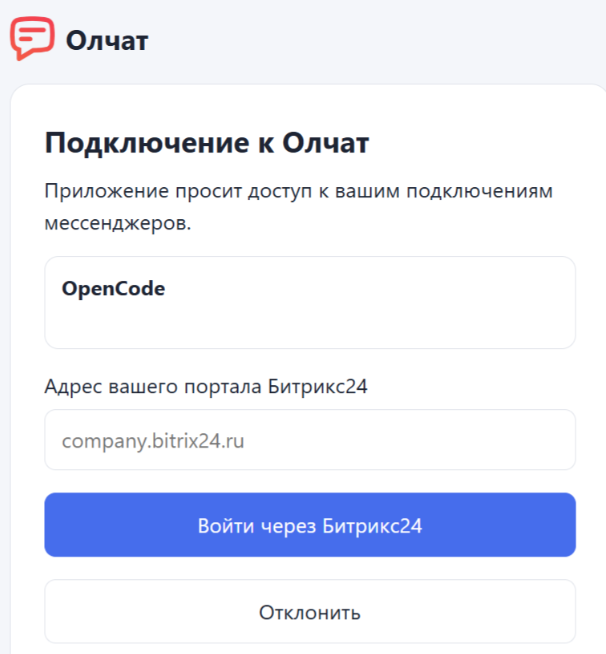 Олчат
Подключение к Олчат
Приложение просит доступ к вашим подключениям
мессенджеров.
OpenCode
Адрес вашего портала Битрикс24
company.bitrix24.ru
Войти через Битрикс24
Отклонить